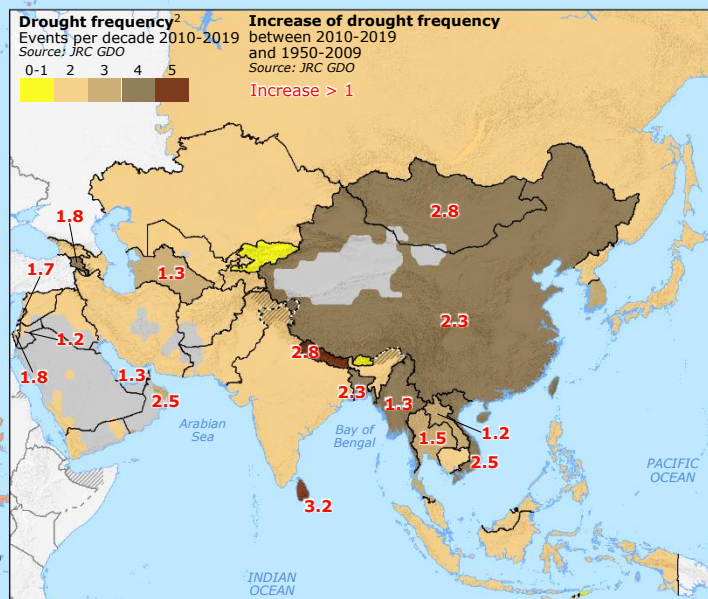 Drought frequency²
Events per decade 2010-2019
Source: JRC GDO
0-1 2 3 4 5
Increase of drought frequency
between 2010-2019
and 1950-2009
Source: JRC GDO
Increase > 1
1.8
2.8
1.7
1.3
2.3
1.2
2.8
1.8
1.3
2.5
2.3
1.3
Arabian
Sea
Bay of
Bengal
1.5
1.2
2.5
PACIFIC
OCEAN
3.2
INDIAN
OCEAN